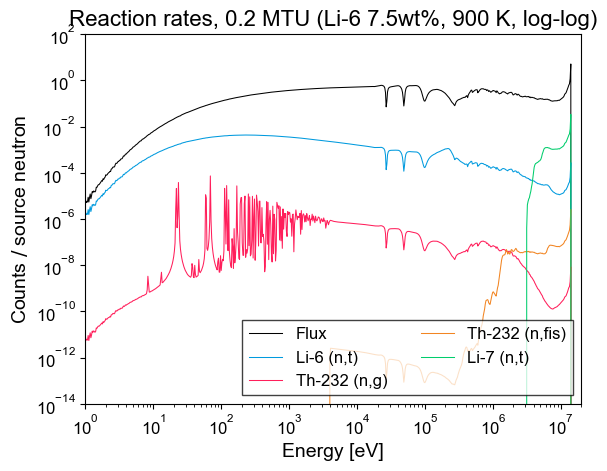 Reaction rates, 0.2 MTU (Li-6 7.5wt%, 900 K, log-log)
Counts / source neutron
10^2
10^0
10^-2
10^-4
10^-6
10^-8
10^-10
10^-12
10^-14
Flux
Li-6 (n,t)
Th-232 (n,g)
Th-232 (n,fis)
Li-7 (n,t)
10^0 10^1 10^2 10^3 10^4 10^5 10^6 10^7
Energy [eV]